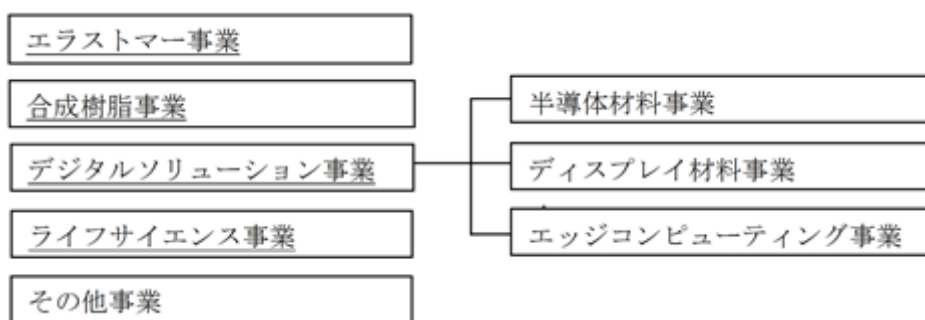 エラストマー事業
合成樹脂事業
デジタルソリューション事業
ライフサイエンス事業
その他事業
半導体材料事業
ディスプレイ材料事業
エッジコンピューティング事業